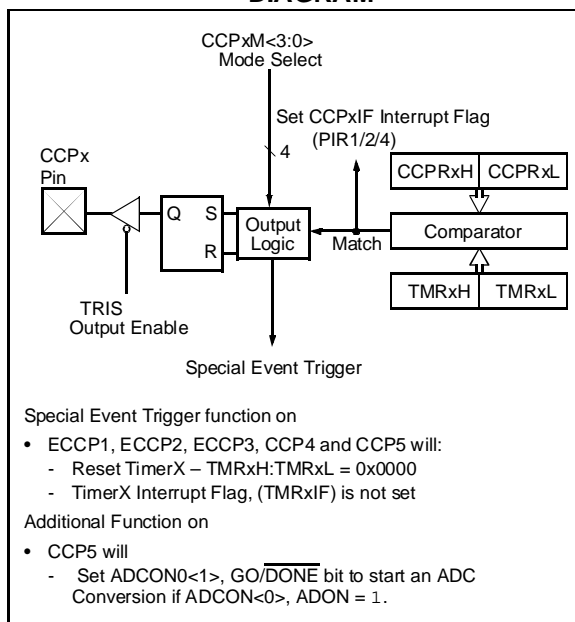 DIAGRAM
CCPxM<3:0>
Mode Select
Set CCPxIF Interrupt Flag
(PIR1/2/4)
4
CCPx
Pin
CCPRxH CCPRxL
Q S
R
Output
Logic
Match
Comparator
TMRxH TMRxL
TRIS
Output Enable
Special Event Trigger
Special Event Trigger function on
• ECCP1, ECCP2, ECCP3, CCP4 and CCP5 will:
- Reset TimerX – TMRxH:TMRxL = 0x0000
- TimerX Interrupt Flag, (TMRxIF) is not set
Additional Function on
• CCP5 will
- Set ADCON0<1>, GO/DONE bit to start an ADC
Conversion if ADCON<0>, ADON = 1.